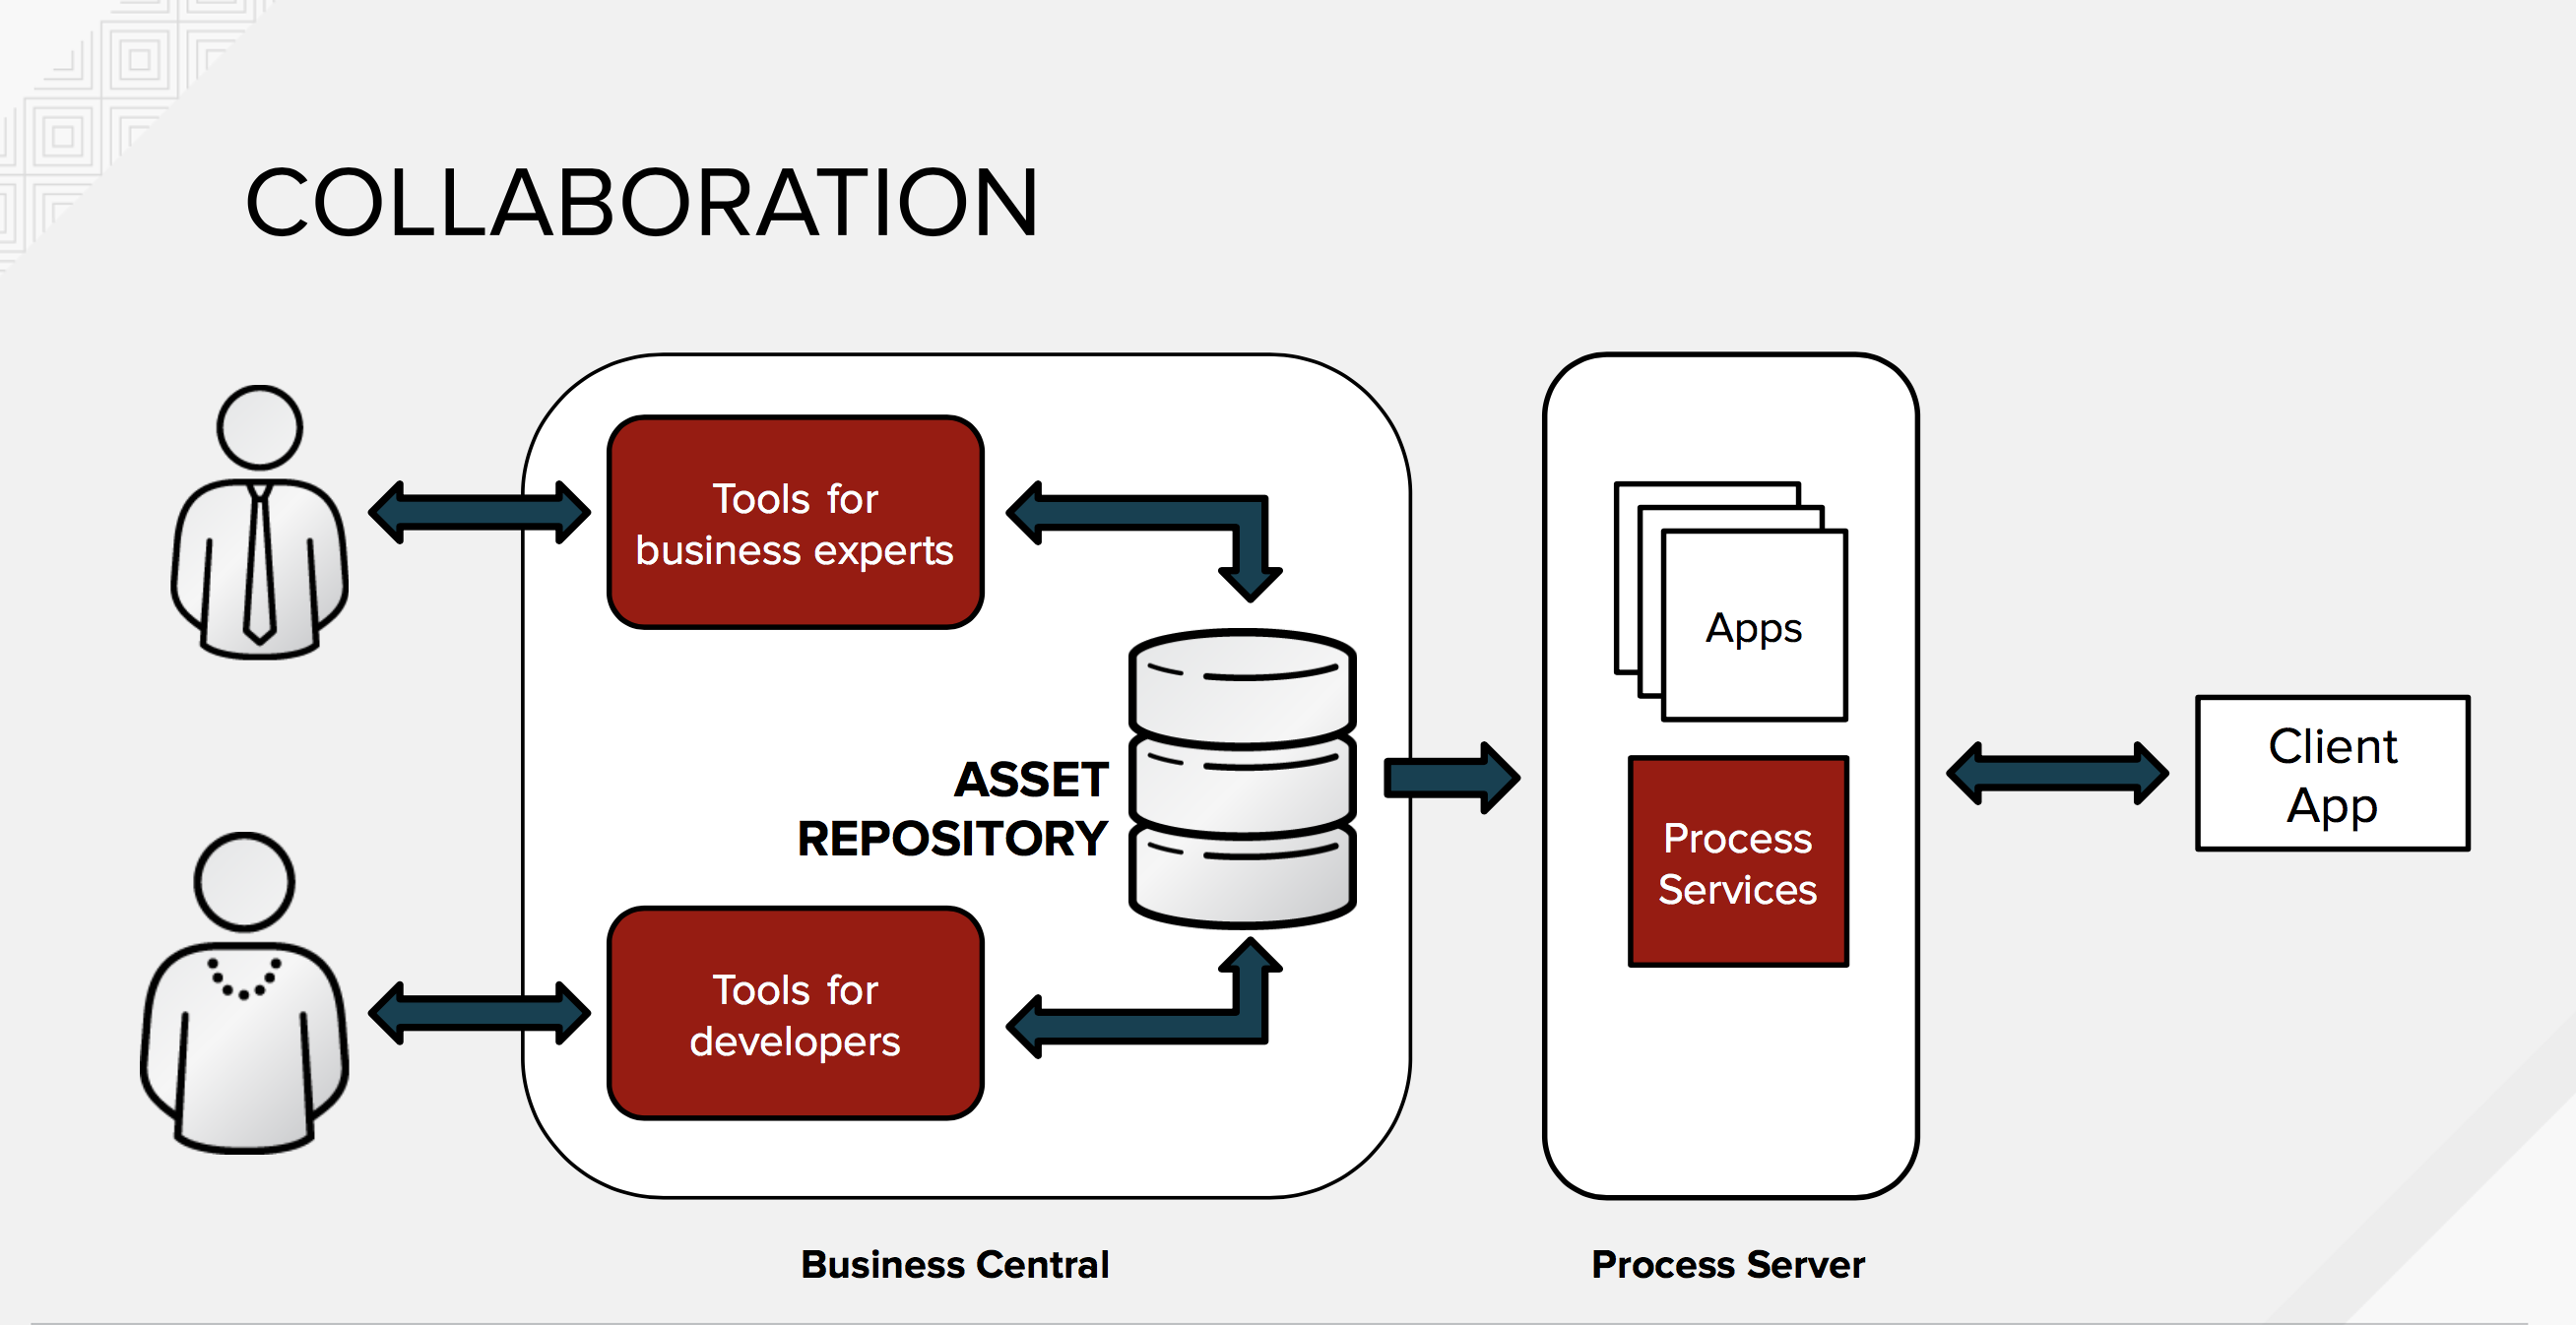 COLLABORATION
Tools for
business experts
ASSET
REPOSITORY
Tools for
developers
Business Central
Apps
Process
Services
Process Server
Client
App